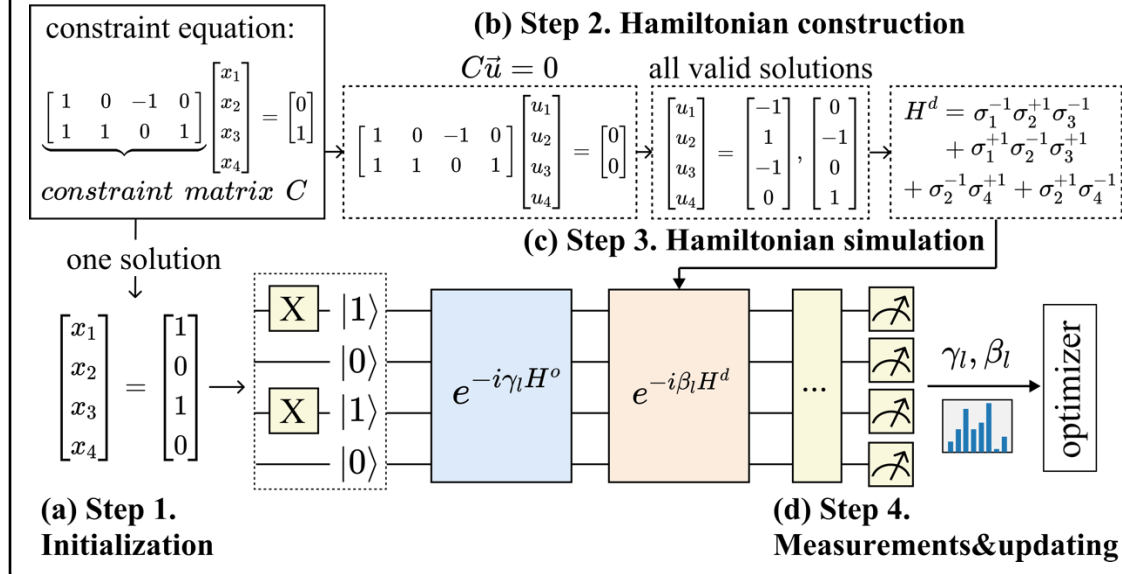 constraint equation:
[1 0 −1 0; 1 1 0 1] [x₁; x₂; x₃; x₄] = [0; 1]
constraint matrix C
(b) Step 2. Hamiltonian construction
Cu⃗ = 0
[1 0 −1 0; 1 1 0 1] [u₁; u₂; u₃; u₄] = [0; 0]
all valid solutions
[u₁; u₂; u₃; u₄] = [−1; 1; −1; 0], [0; −1; 0; 1]
H^d = σ₁^{−1}σ₂^{+1}σ₃^{−1}
+ σ₁^{+1}σ₂^{−1}σ₃^{+1}
+ σ₂^{−1}σ₄^{+1} + σ₂^{+1}σ₄^{−1}
(c) Step 3. Hamiltonian simulation
one solution
[x₁; x₂; x₃; x₄] = [1; 0; 1; 0]
X |1⟩
|0⟩
X |1⟩
|0⟩
e^{−iγ_l H^o}
e^{−iβ_l H^d}
...
γ_l, β_l
optimizer
(a) Step 1.
Initialization
(d) Step 4.
Measurements&updating